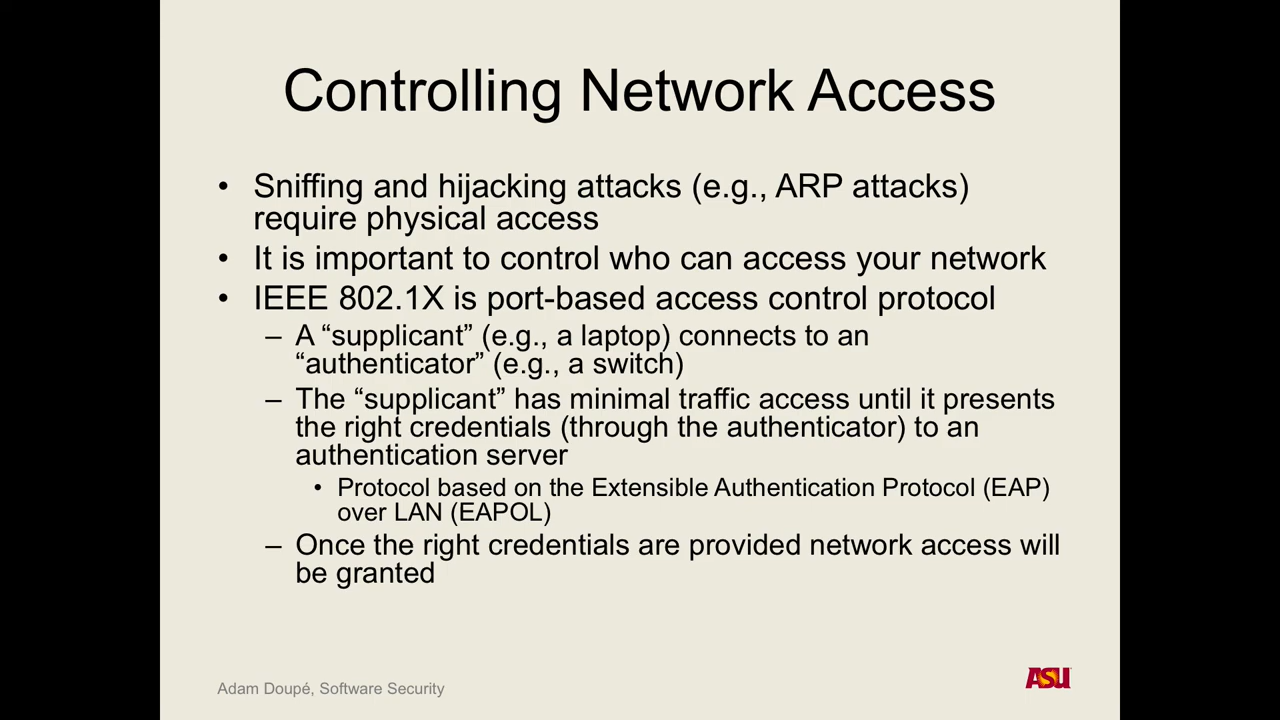 Controlling Network Access
• Sniffing and hijacking attacks (e.g., ARP attacks)
require physical access
• It is important to control who can access your network
• IEEE 802.1X is port-based access control protocol
– A “supplicant” (e.g., a laptop) connects to an
“authenticator” (e.g., a switch)
– The “supplicant” has minimal traffic access until it presents
the right credentials (through the authenticator) to an
authentication server
• Protocol based on the Extensible Authentication Protocol (EAP)
over LAN (EAPOL)
– Once the right credentials are provided network access will
be granted
Adam Doupé, Software Security
ASU